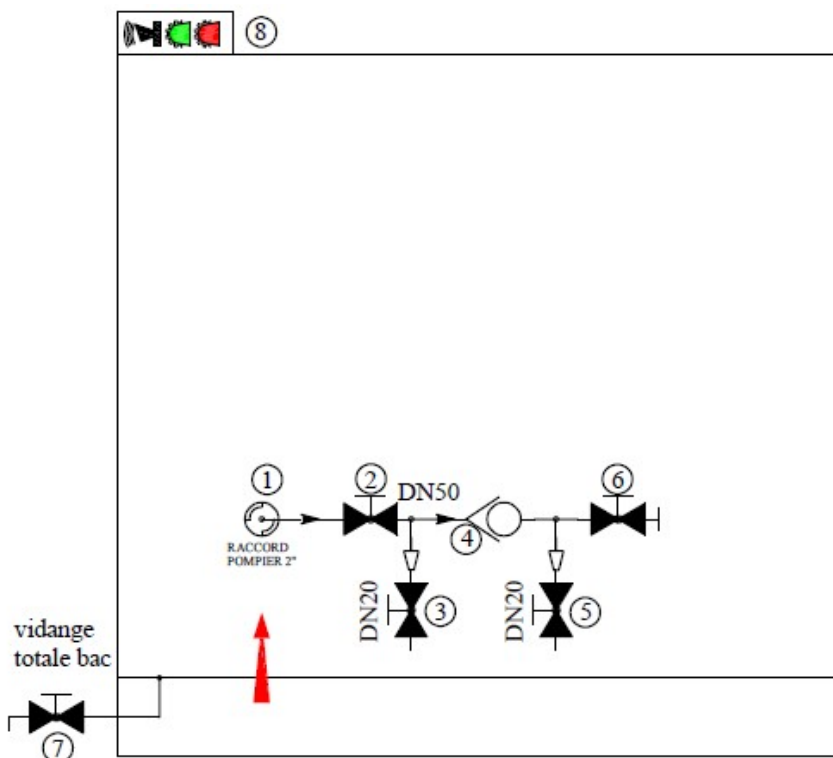 8
1
2
DN50
6
4
RACCORD
POMPIER 2"
DN20
3
DN20
5
vidange
totale bac
7